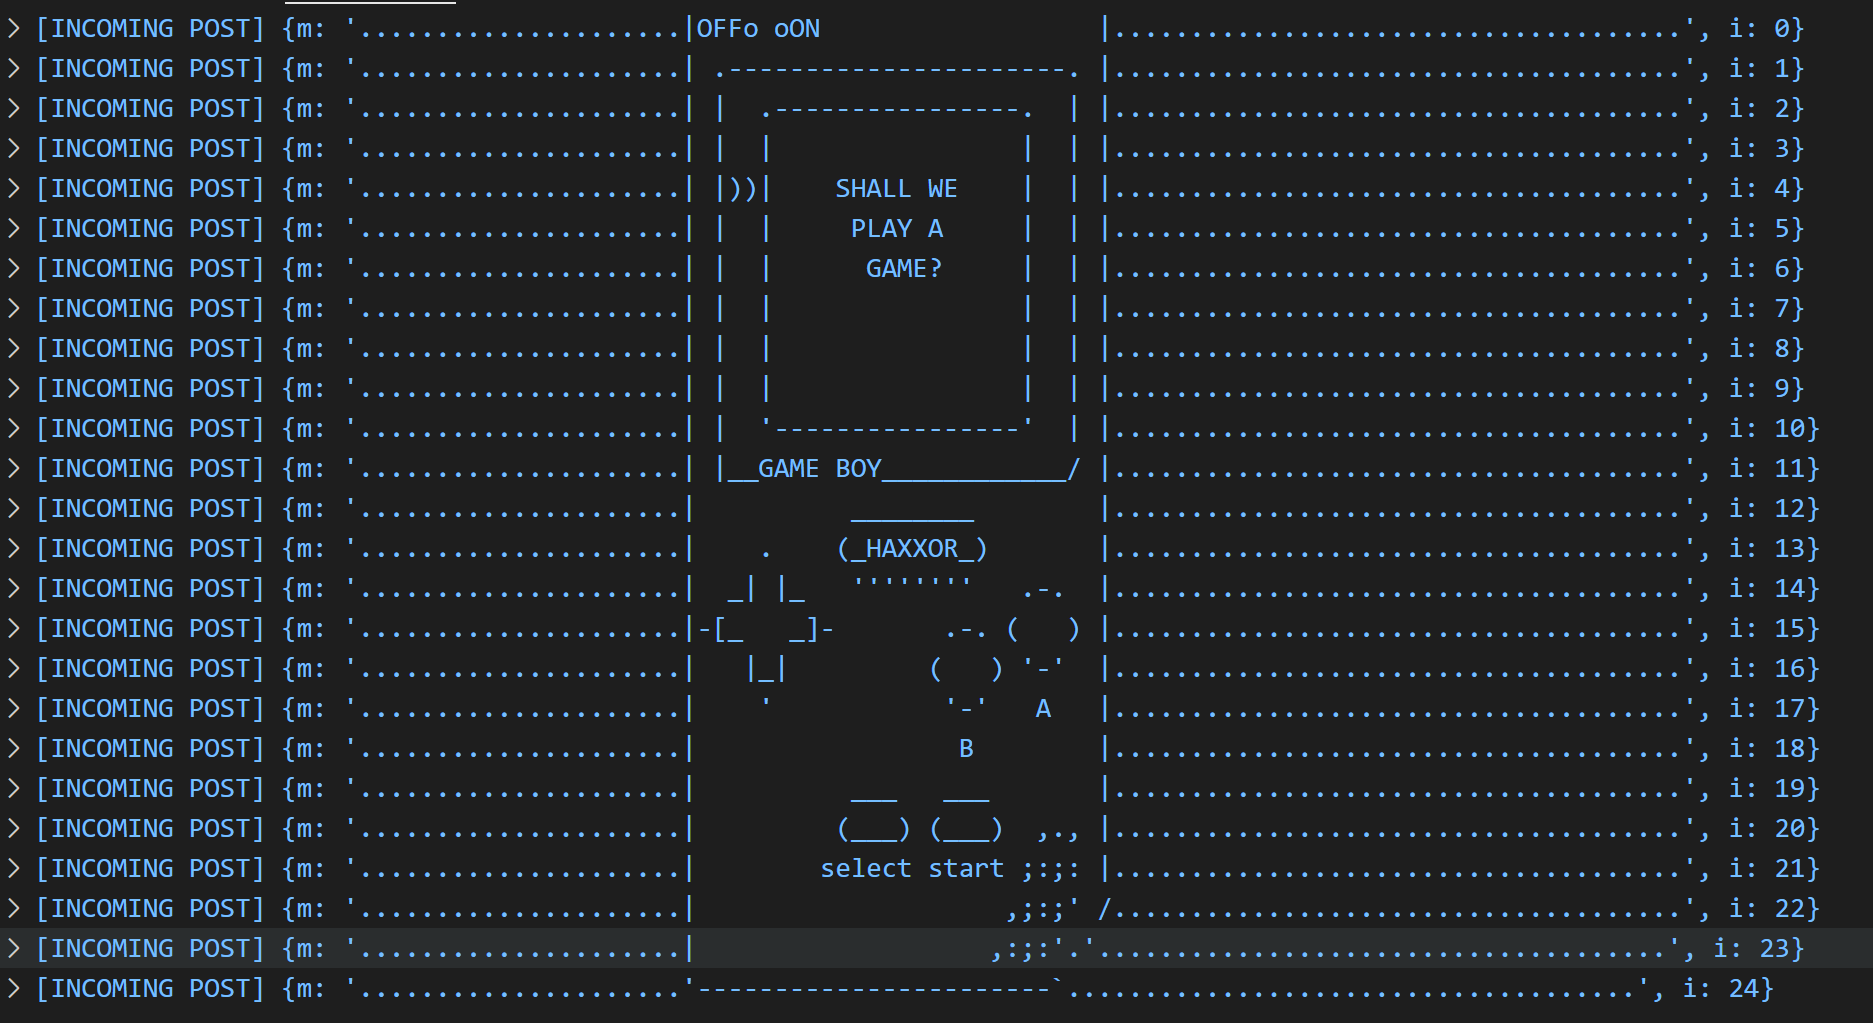 > [INCOMING POST] {m: '.....................|OFFo oON                  |.....................................', i: 0}
> [INCOMING POST] {m: '.....................| .----------------------. |.....................................', i: 1}
> [INCOMING POST] {m: '.....................| |  .----------------.  | |.....................................', i: 2}
> [INCOMING POST] {m: '.....................| |  |                |  | |.....................................', i: 3}
> [INCOMING POST] {m: '.....................| |))|    SHALL WE    |  | |.....................................', i: 4}
> [INCOMING POST] {m: '.....................| |  |     PLAY A     |  | |.....................................', i: 5}
> [INCOMING POST] {m: '.....................| |  |      GAME?     |  | |.....................................', i: 6}
> [INCOMING POST] {m: '.....................| |  |                |  | |.....................................', i: 7}
> [INCOMING POST] {m: '.....................| |  |                |  | |.....................................', i: 8}
> [INCOMING POST] {m: '.....................| |  |                |  | |.....................................', i: 9}
> [INCOMING POST] {m: '.....................| |  '----------------'  | |.....................................', i: 10}
> [INCOMING POST] {m: '.....................| |__GAME BOY____________/ |.....................................', i: 11}
> [INCOMING POST] {m: '.....................|          ________        |.....................................', i: 12}
> [INCOMING POST] {m: '.....................|    .    (_HAXXOR_)       |.....................................', i: 13}
> [INCOMING POST] {m: '.....................|  _| |_   ''''''''   .-.  |.....................................', i: 14}
> [INCOMING POST] {m: '.....................|-[_   _]-       .-. (   ) |.....................................', i: 15}
> [INCOMING POST] {m: '.....................|   |_|         (   ) '-'  |.....................................', i: 16}
> [INCOMING POST] {m: '.....................|    '           '-'   A   |.....................................', i: 17}
> [INCOMING POST] {m: '.....................|                 B        |.....................................', i: 18}
> [INCOMING POST] {m: '.....................|          ___   ___       |.....................................', i: 19}
> [INCOMING POST] {m: '.....................|         (___) (___)  ,., |.....................................', i: 20}
> [INCOMING POST] {m: '.....................|        select start ;:;: |.....................................', i: 21}
> [INCOMING POST] {m: '.....................|                    ,;:;' /.....................................', i: 22}
> [INCOMING POST] {m: '.....................|                   ,:;:'.'.....................................', i: 23}
> [INCOMING POST] {m: '.....................'-----------------------`.....................................', i: 24}